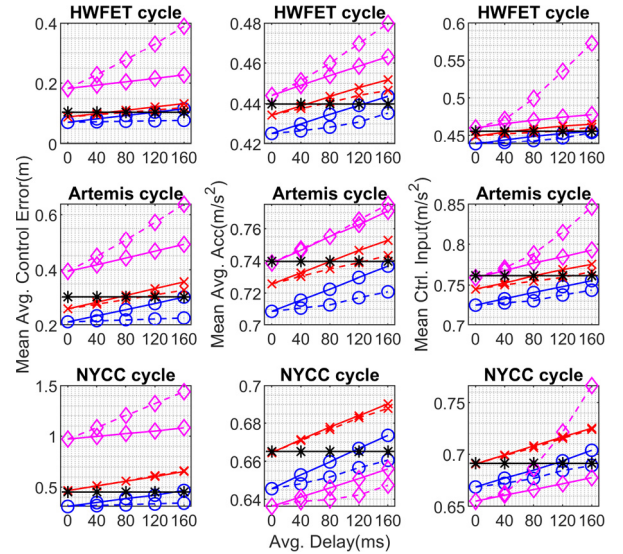 HWFET cycle HWFET cycle HWFET cycle
0.4 0.48 0.6
0.55
0.2 0.46 0.5
0.44 0.45
0 0.42
0 40 80 120 160 0 40 80 120 160 0 40 80 120 160
Artemis cycle Artemis cycle Artemis cycle
0.6 0.76 0.85
0.8
0.4 0.74 0.75
0.72
0.2 0.7 0.7
0 40 80 120 160 0 40 80 120 160 0 40 80 120 160
NYCC cycle NYCC cycle NYCC cycle
1.5 0.7 0.75
0.68
1 0.7
0.66
0.5 0.64 0.65
0 40 80 120 160 0 40 80 120 160 0 40 80 120 160
Mean Avg. Control Error(m)
Mean Avg. Acc(m/s²)
Mean Ctrl. Input(m/s²)
Avg. Delay(ms)